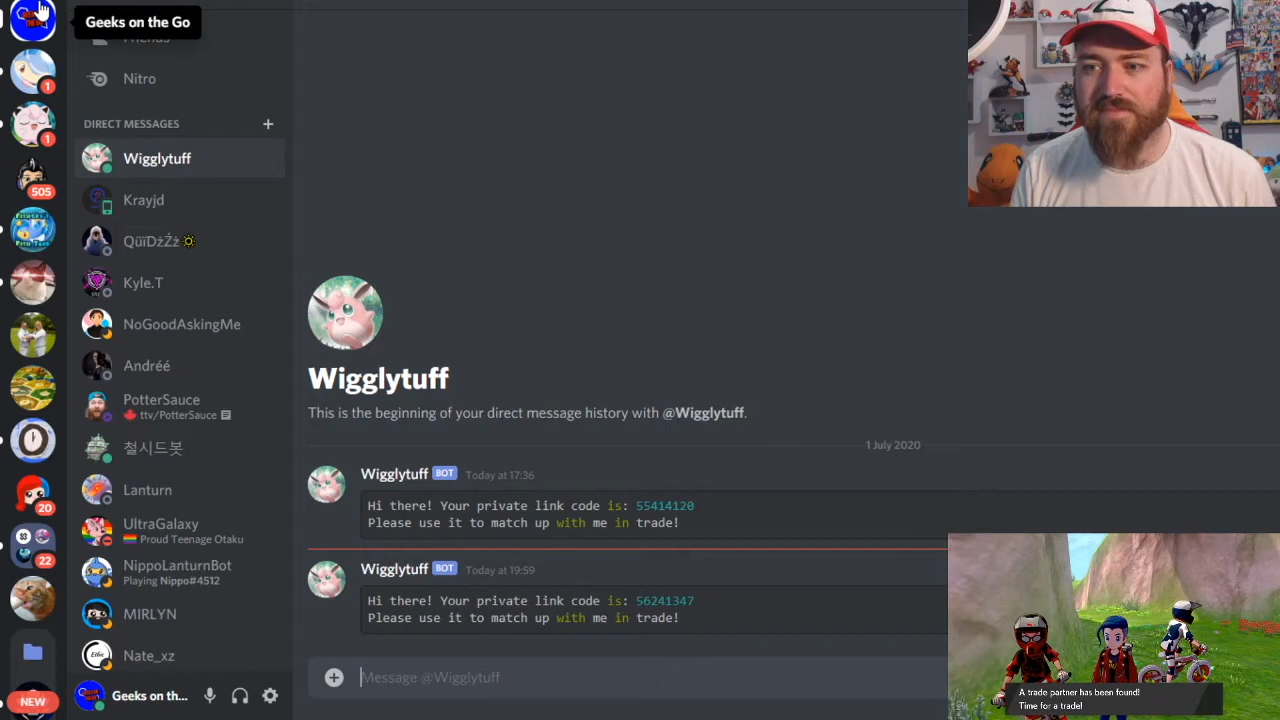 Geeks on the Go
Friends
Nitro
DIRECT MESSAGES
Wigglytuff
Krayjd
QüïDżŹż
Kyle.T
NoGoodAskingMe
Andréé
PotterSauce
ttv/PotterSauce
철시드봇
Lanturn
UltraGalaxy
Proud Teenage Otaku
NippoLanturnBot
Playing Nippo#4512
MIRLYN
Nate_xz
Geeks on th...
1
1
505
20
22
NEW
Wigglytuff
This is the beginning of your direct message history with @Wigglytuff.
1 July 2020
Wigglytuff BOT Today at 17:36
Hi there! Your private link code is: 55414120
Please use it to match up with me in trade!
Wigglytuff BOT Today at 19:59
Hi there! Your private link code is: 56241347
Please use it to match up with me in trade!
Message @Wigglytuff
A trade partner has been found!
Time for a trade!